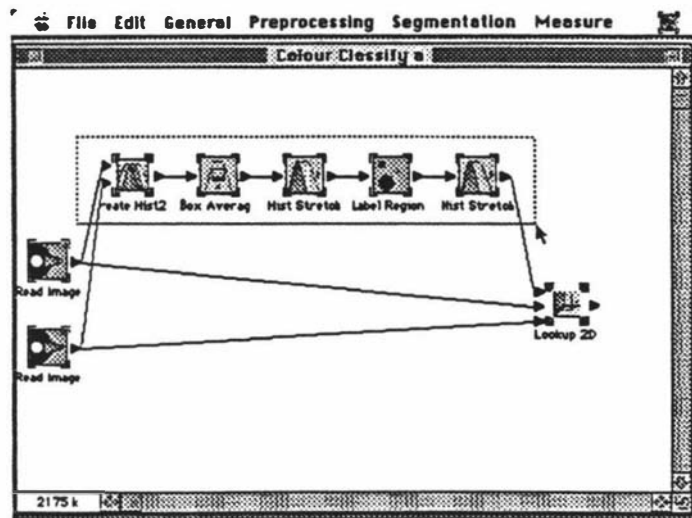 File Edit General Preprocessing Segmentation Measure
Colour Classify a
reate Hist2 Box Averag Hist Stretch Label Region Hist Stretch
Read Image
Lookup 2D
Read Image
2175k